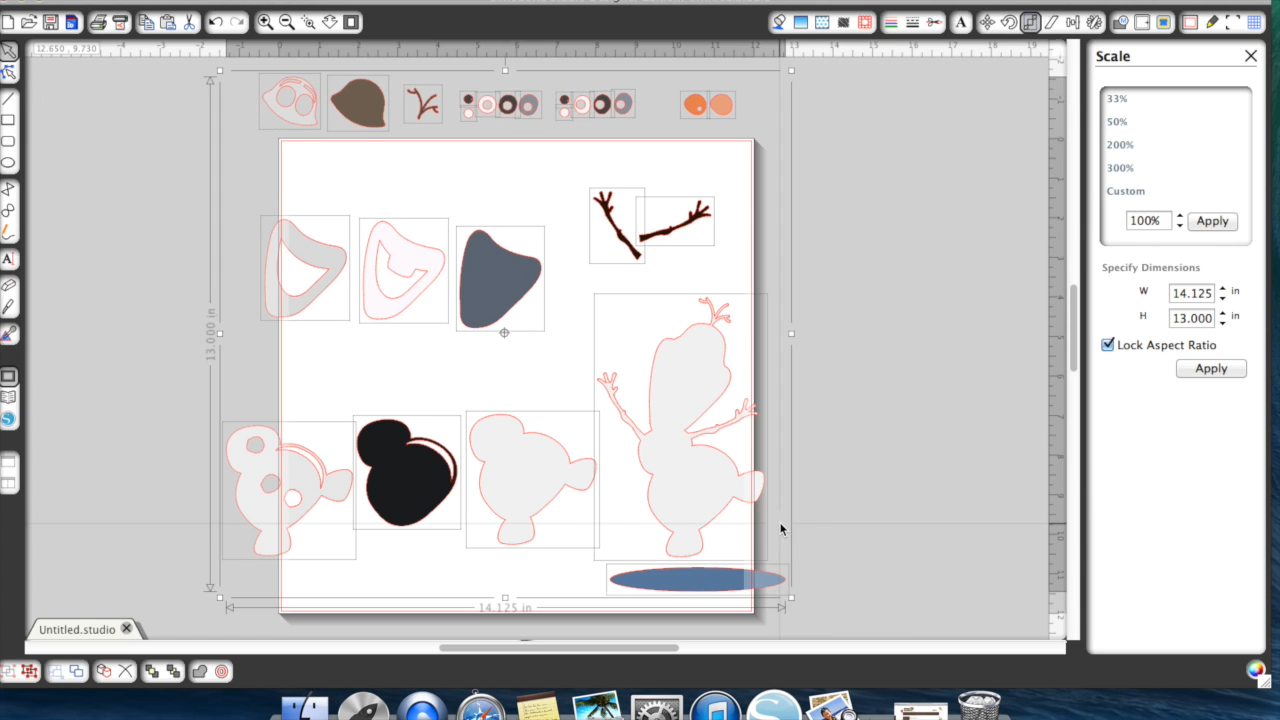 12.650 , 9.730
Scale
33%
50%
200%
300%
Custom
100%
Apply
Specify Dimensions
W 14.125 in
H 13.000 in
Lock Aspect Ratio
Apply
13.000 in
14.125 in
Untitled.studio